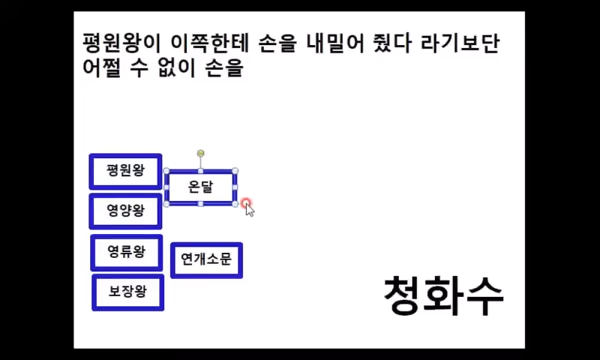 평원왕이 이쪽한테 손을 내밀어 줬다 라기보단
어쩔 수 없이 손을
평원왕
온달
영양왕
영류왕
연개소문
보장왕
청화수